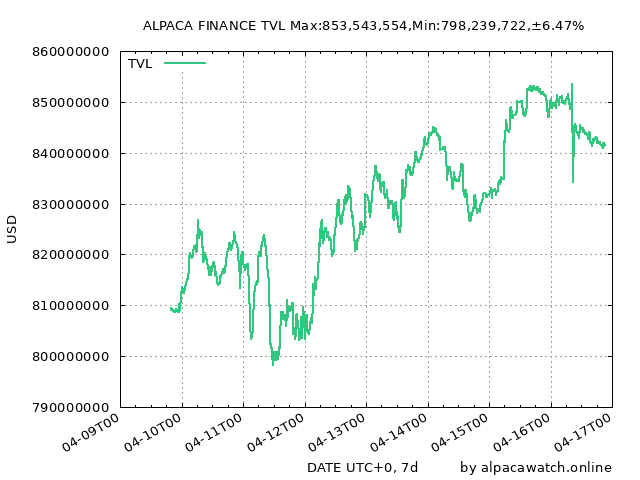 ALPACA FINANCE TVL Max:853,543,554,Min:798,239,722,±6.47%
TVL
860000000
850000000
840000000
830000000
820000000
810000000
800000000
790000000
USD
04-09T00
04-10T00
04-11T00
04-12T00
04-13T00
04-14T00
04-15T00
04-16T00
04-17T00
DATE UTC+0, 7d
by alpacawatch.online